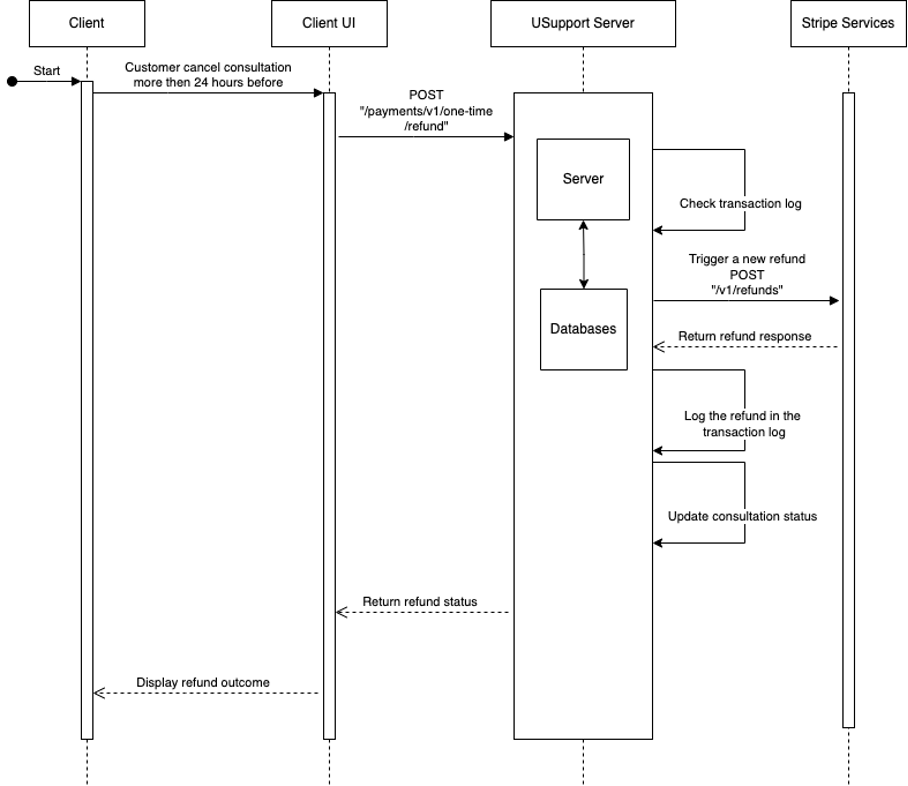 Client
Client UI
USupport Server
Stripe Services
Start
Customer cancel consultation
more then 24 hours before
POST
"/payments/v1/one-time
/refund"
Server
Check transaction log
Trigger a new refund
POST
"/v1/refunds"
Databases
Return refund response
Log the refund in the
transaction log
Update consultation status
Return refund status
Display refund outcome